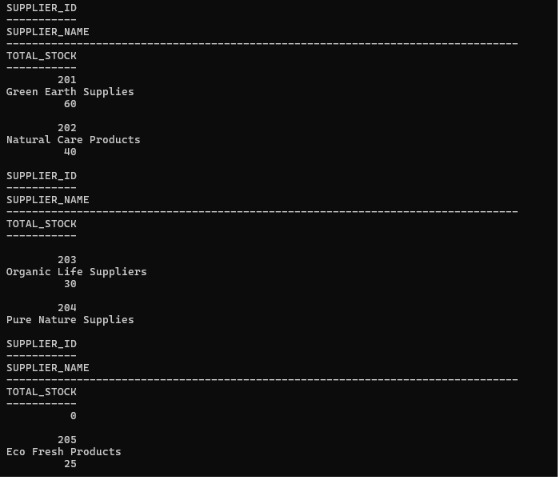 SUPPLIER_ID
-----------
SUPPLIER_NAME
--------------------------------------------------------------------------------
TOTAL_STOCK
-----------
        201
Green Earth Supplies
         60

        202
Natural Care Products
         40

SUPPLIER_ID
-----------
SUPPLIER_NAME
--------------------------------------------------------------------------------
TOTAL_STOCK
-----------

        203
Organic Life Suppliers
         30

        204
Pure Nature Supplies

SUPPLIER_ID
-----------
SUPPLIER_NAME
--------------------------------------------------------------------------------
TOTAL_STOCK
-----------
          0

        205
Eco Fresh Products
         25